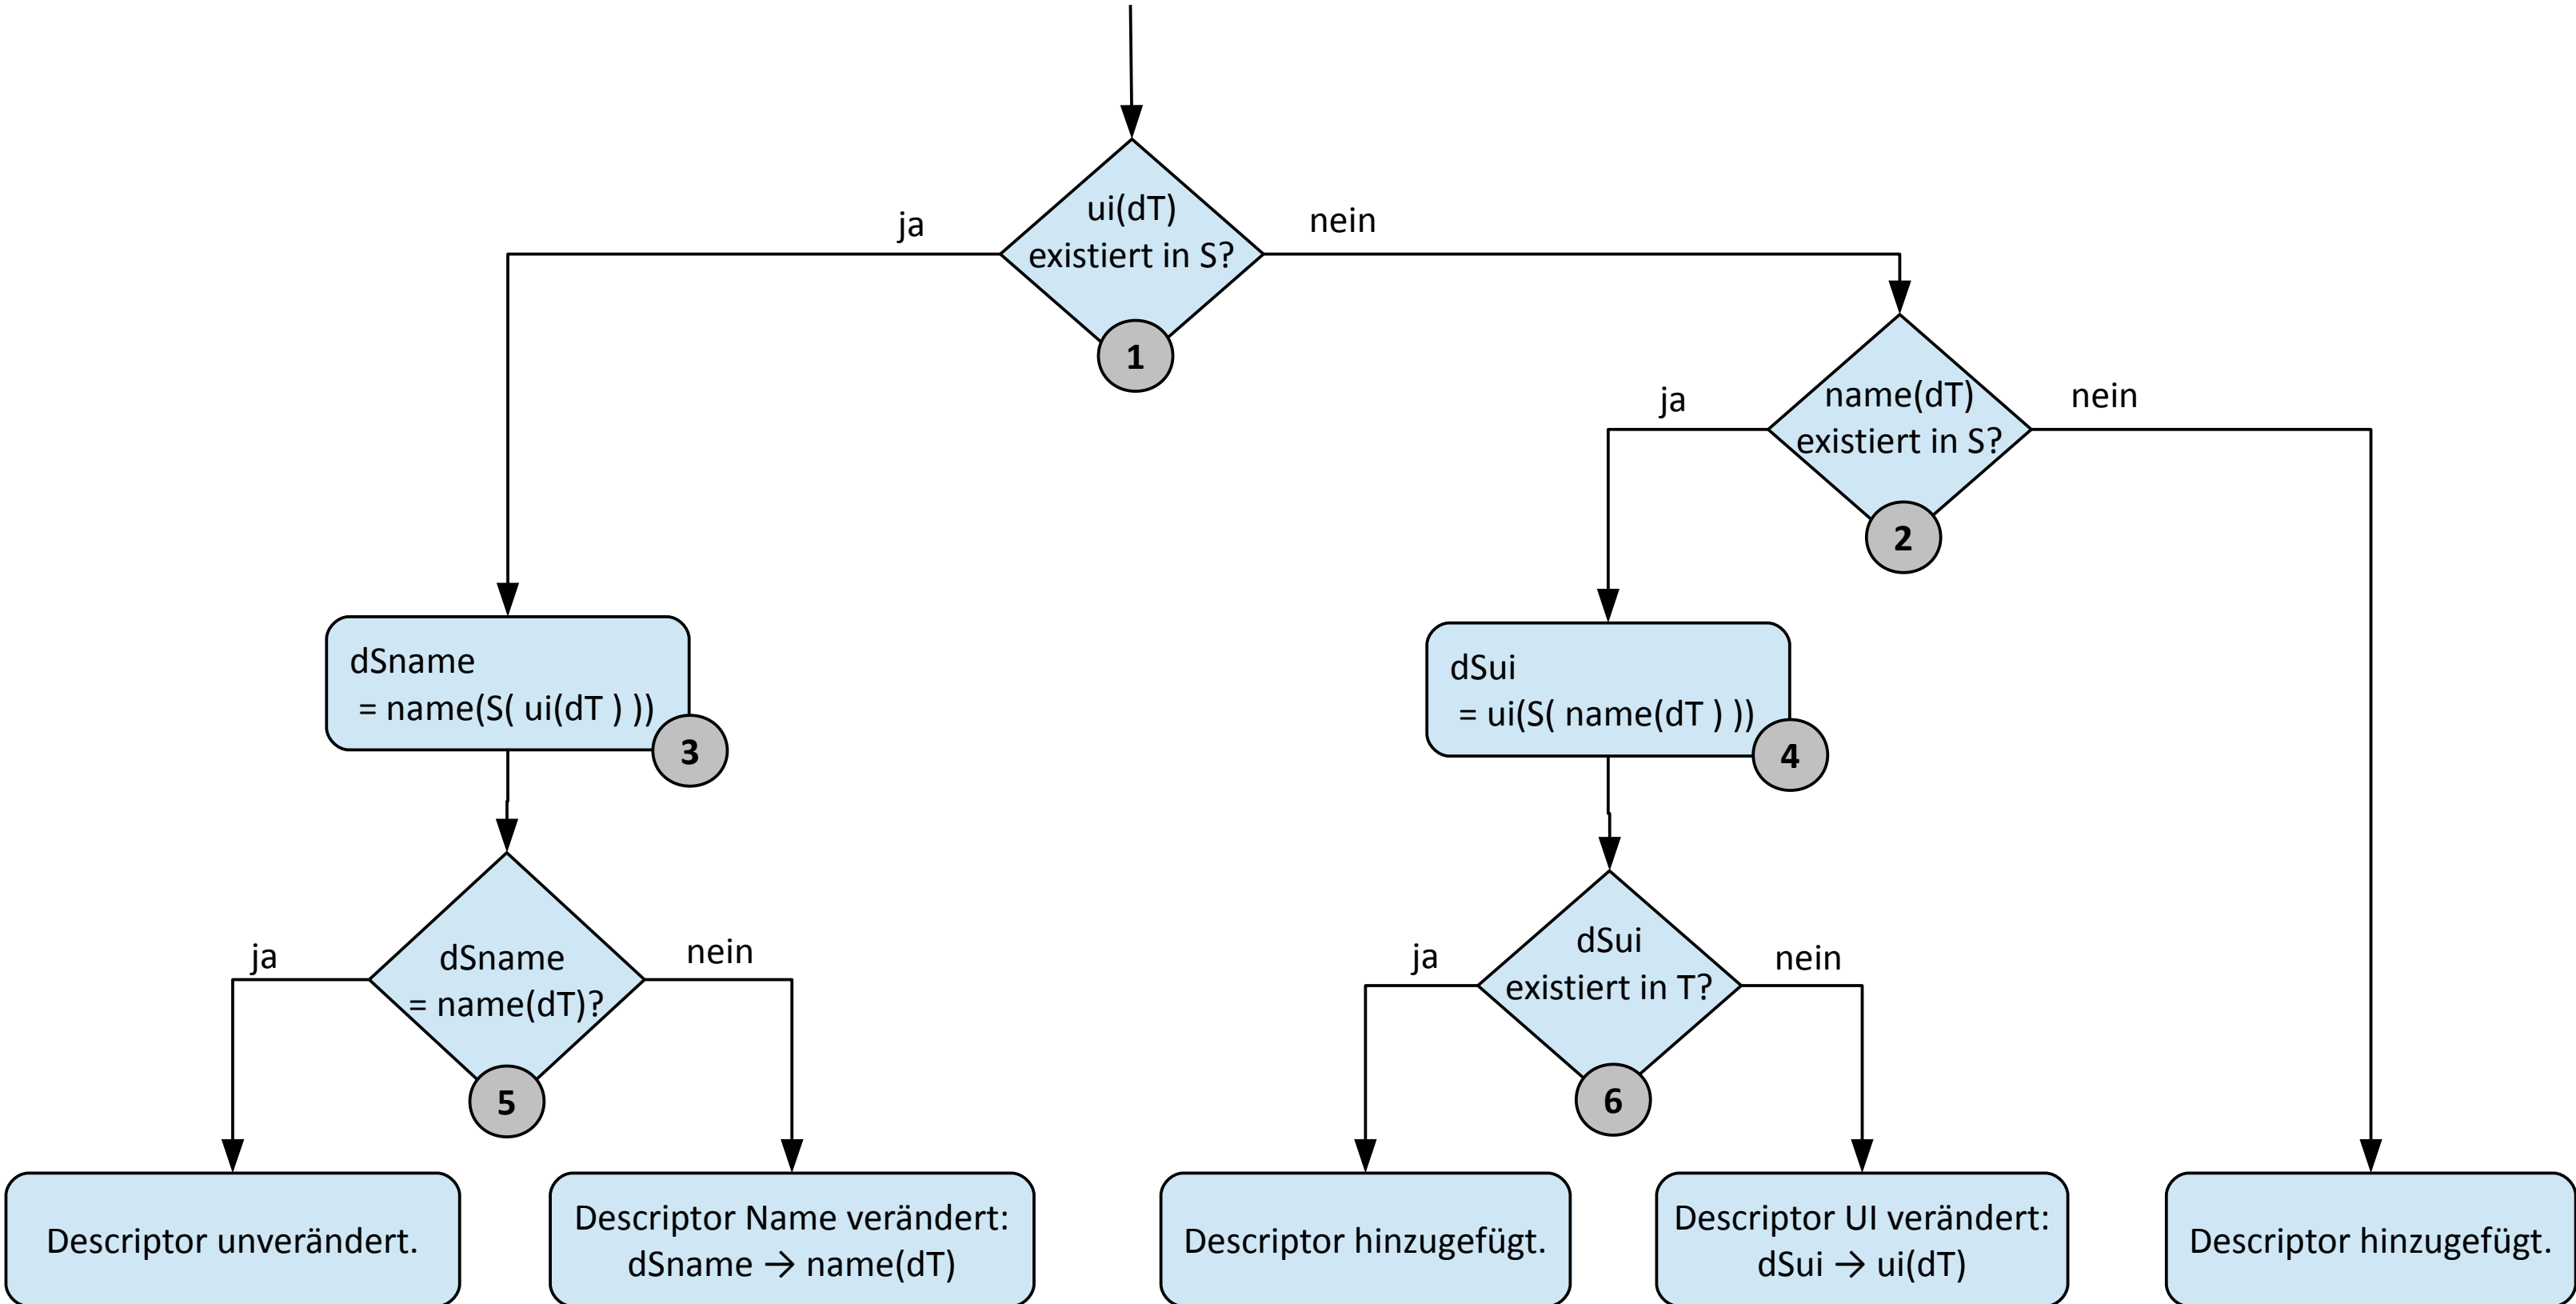 ui(dT)
existiert in S?
ja
nein
1
name(dT)
existiert in S?
ja
nein
2
dSname
= name(S( ui(dT ) ))
3
dSui
= ui(S( name(dT ) ))
4
dSname
= name(dT)?
ja
nein
5
dSui
existiert in T?
ja
nein
6
Descriptor unverändert.
Descriptor Name verändert:
dSname → name(dT)
Descriptor hinzugefügt.
Descriptor UI verändert:
dSui → ui(dT)
Descriptor hinzugefügt.